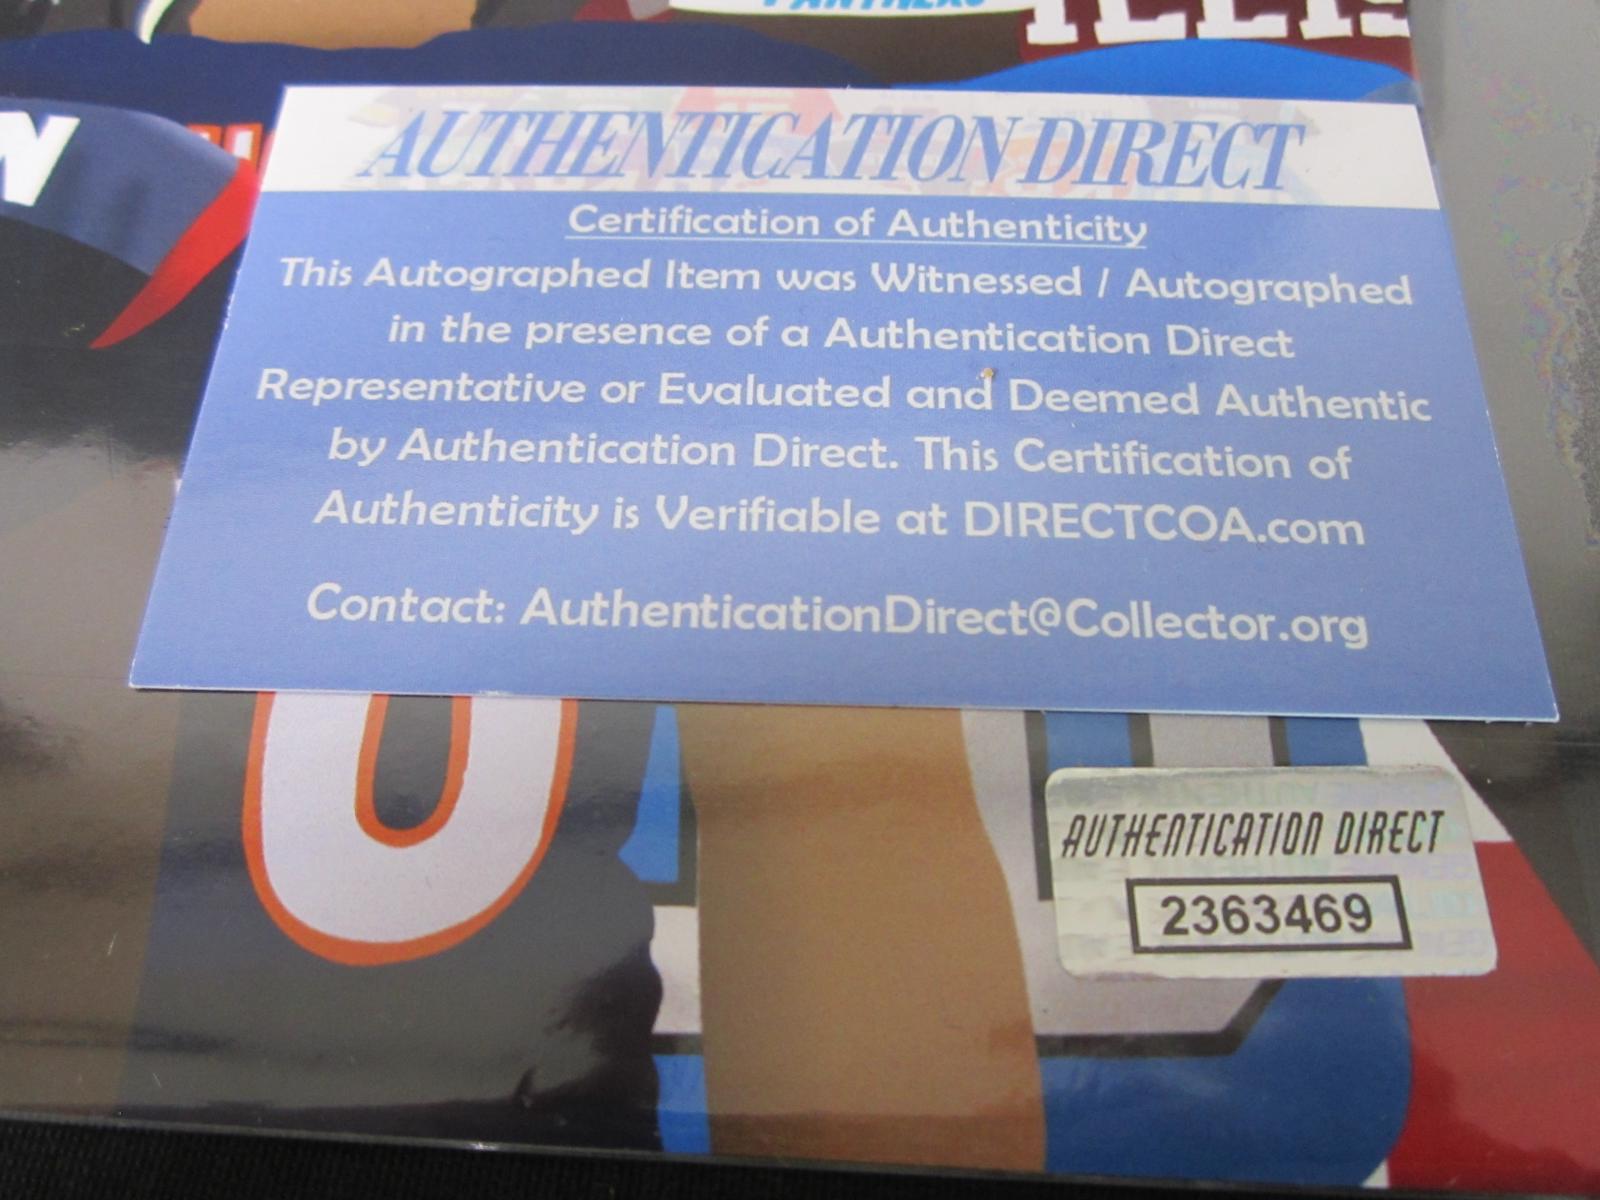 PANTHERS
ILLIS
N
AUTHENTICATION DIRECT
Certification of Authenticity
This Autographed Item was Witnessed / Autographed
in the presence of a Authentication Direct
Representative or Evaluated and Deemed Authentic
by Authentication Direct. This Certification of
Authenticity is Verifiable at DIRECTCOA.com
Contact: AuthenticationDirect@Collector.org
AUTHENTICATION DIRECT
2363469